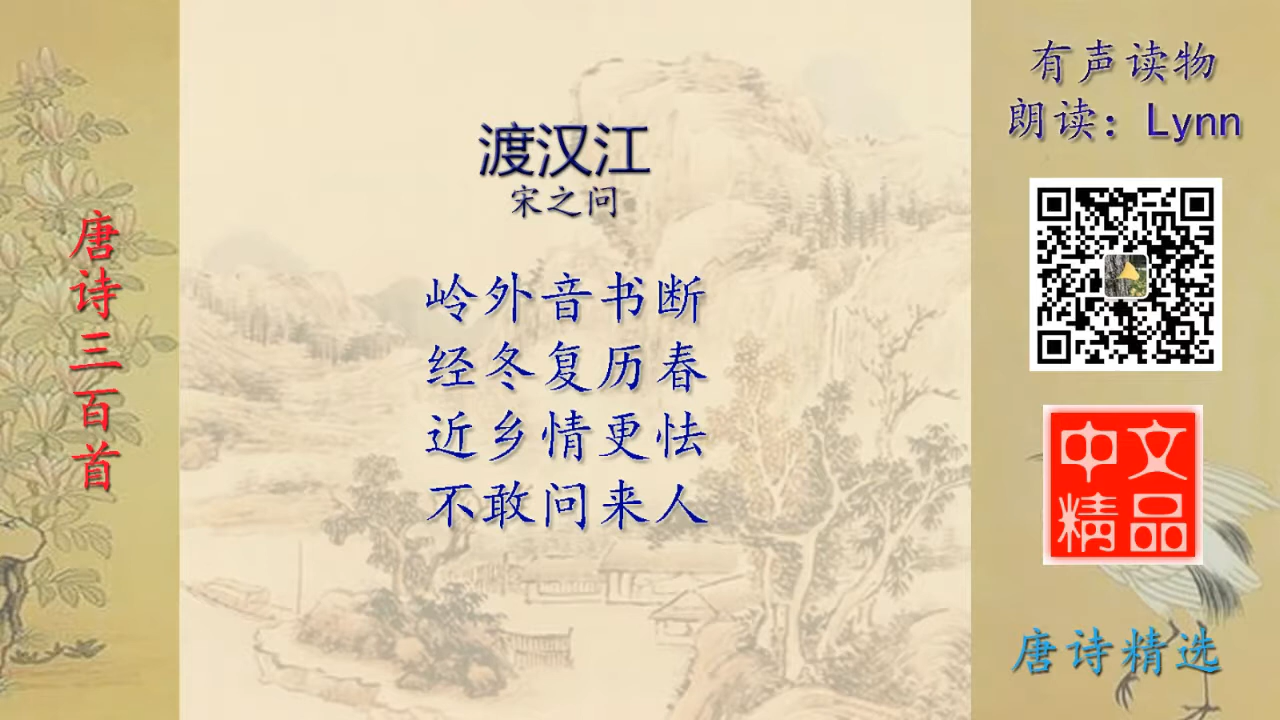 唐诗三百首
渡汉江
宋之问
岭外音书断
经冬复历春
近乡情更怯
不敢问来人
有声读物
朗读：Lynn
中文
精品
唐诗精选